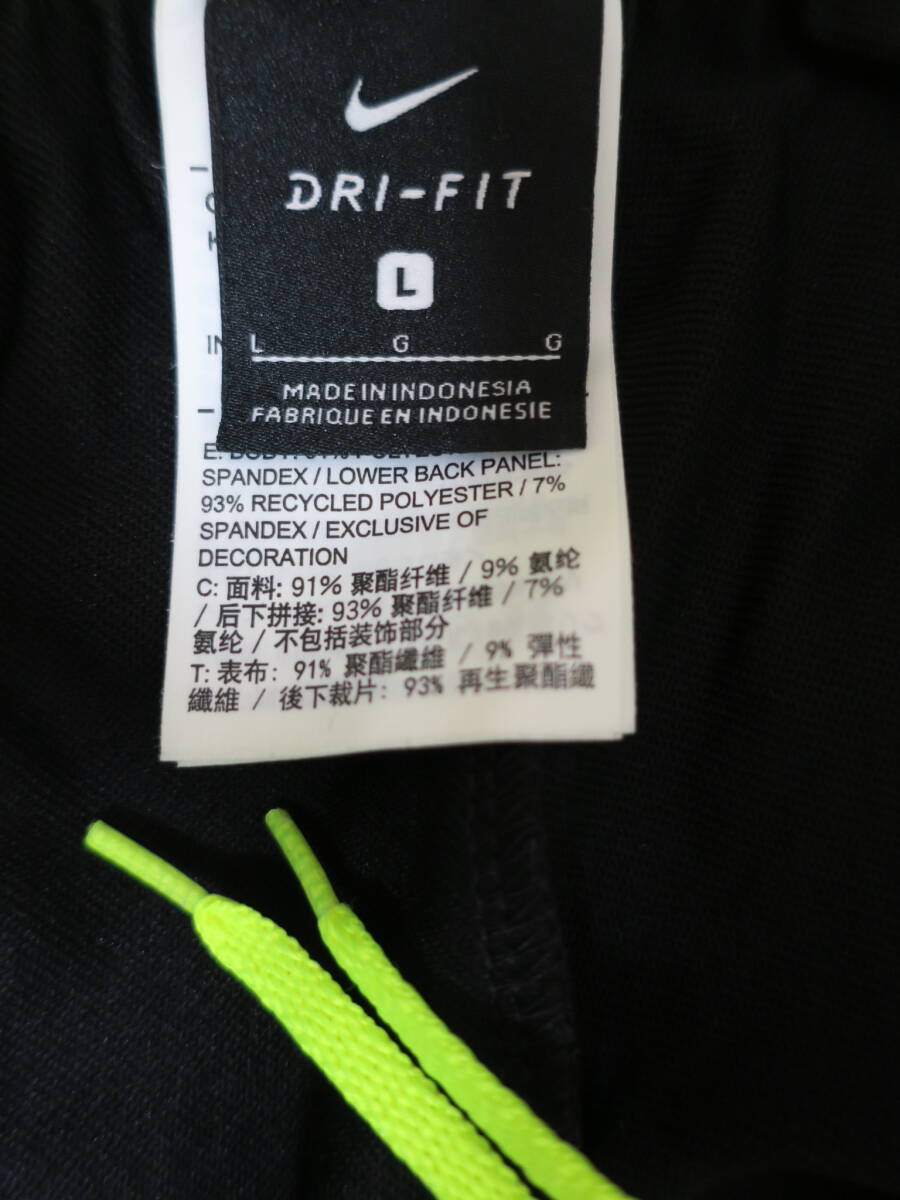 DRI-FIT
L
L G G
MADE IN INDONESIA
FABRIQUE EN INDONESIE
IN
E: BODY: 91%
SPANDEX / LOWER BACK PANEL:
93% RECYCLED POLYESTER / 7%
SPANDEX / EXCLUSIVE OF
DECORATION
C: 面料: 91% 聚酯纤维 / 9% 氨纶
/ 后下拼接: 93% 聚酯纤维 / 7%
氨纶 / 不包括装饰部分
T: 表布: 91% 聚酯纖維 / 9% 彈性
纖維 / 後下裁片: 93% 再生聚酯纖